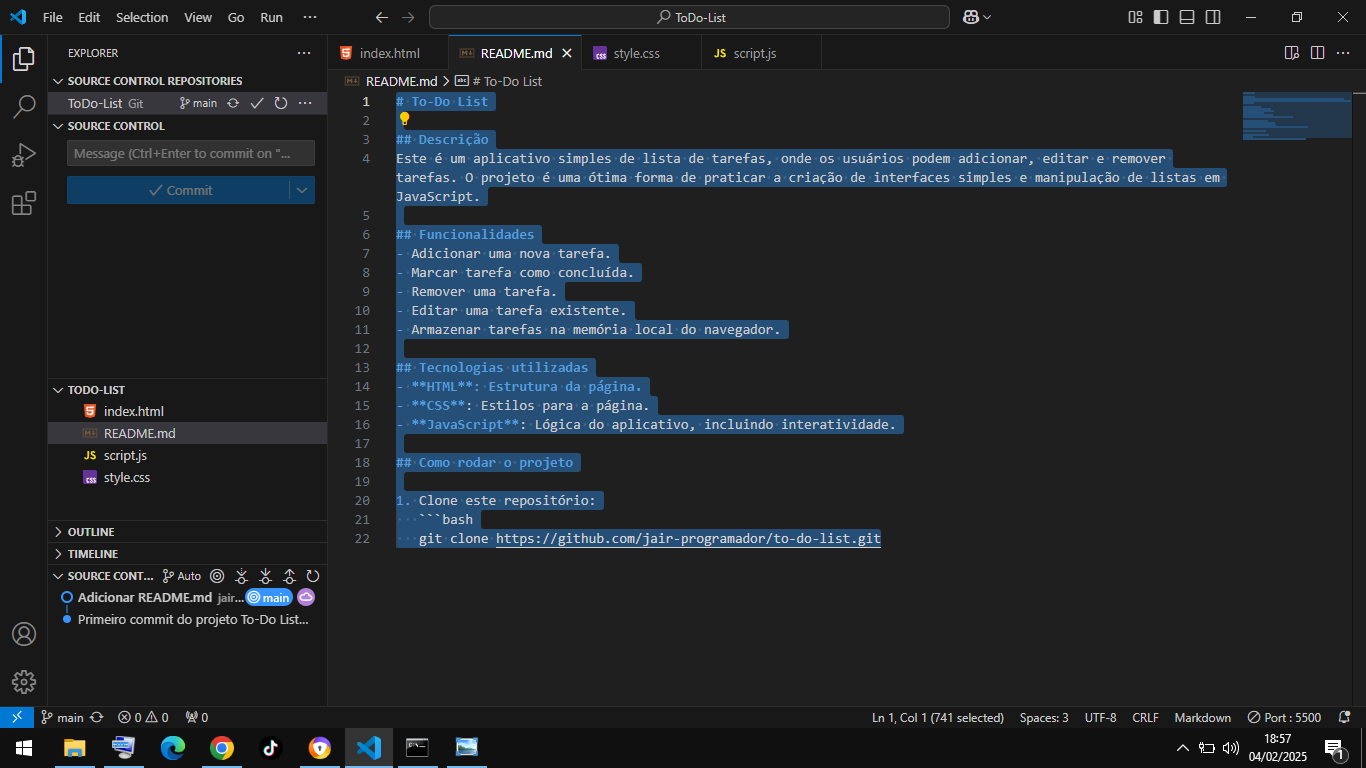 File Edit Selection View Go Run ···
ToDo-List
EXPLORER
index.html
README.md
style.css
JS script.js
SOURCE CONTROL REPOSITORIES
ToDo-List Git main
SOURCE CONTROL
Message (Ctrl+Enter to commit on "...
Commit
TODO-LIST
index.html
README.md
JS script.js
style.css
OUTLINE
TIMELINE
SOURCE CONT... Auto
Adicionar README.md jair... main
Primeiro commit do projeto To-Do List...
README.md > # To-Do List
1 # To-Do List
2
3 ## Descrição
4 Este é um aplicativo simples de lista de tarefas, onde os usuários podem adicionar, editar e remover
tarefas. O projeto é uma ótima forma de praticar a criação de interfaces simples e manipulação de listas em
JavaScript.
5
6 ## Funcionalidades
7 - Adicionar uma nova tarefa.
8 - Marcar tarefa como concluída.
9 - Remover uma tarefa.
10 - Editar uma tarefa existente.
11 - Armazenar tarefas na memória local do navegador.
12
13 ## Tecnologias utilizadas
14 - **HTML**: Estrutura da página.
15 - **CSS**: Estilos para a página.
16 - **JavaScript**: Lógica do aplicativo, incluindo interatividade.
17
18 ## Como rodar o projeto
19
20 1. Clone este repositório:
21 ```bash
22 git clone https://github.com/jair-programador/to-do-list.git
main 0 0 0
Ln 1, Col 1 (741 selected) Spaces: 3 UTF-8 CRLF Markdown Port : 5500
18:57
04/02/2025
1